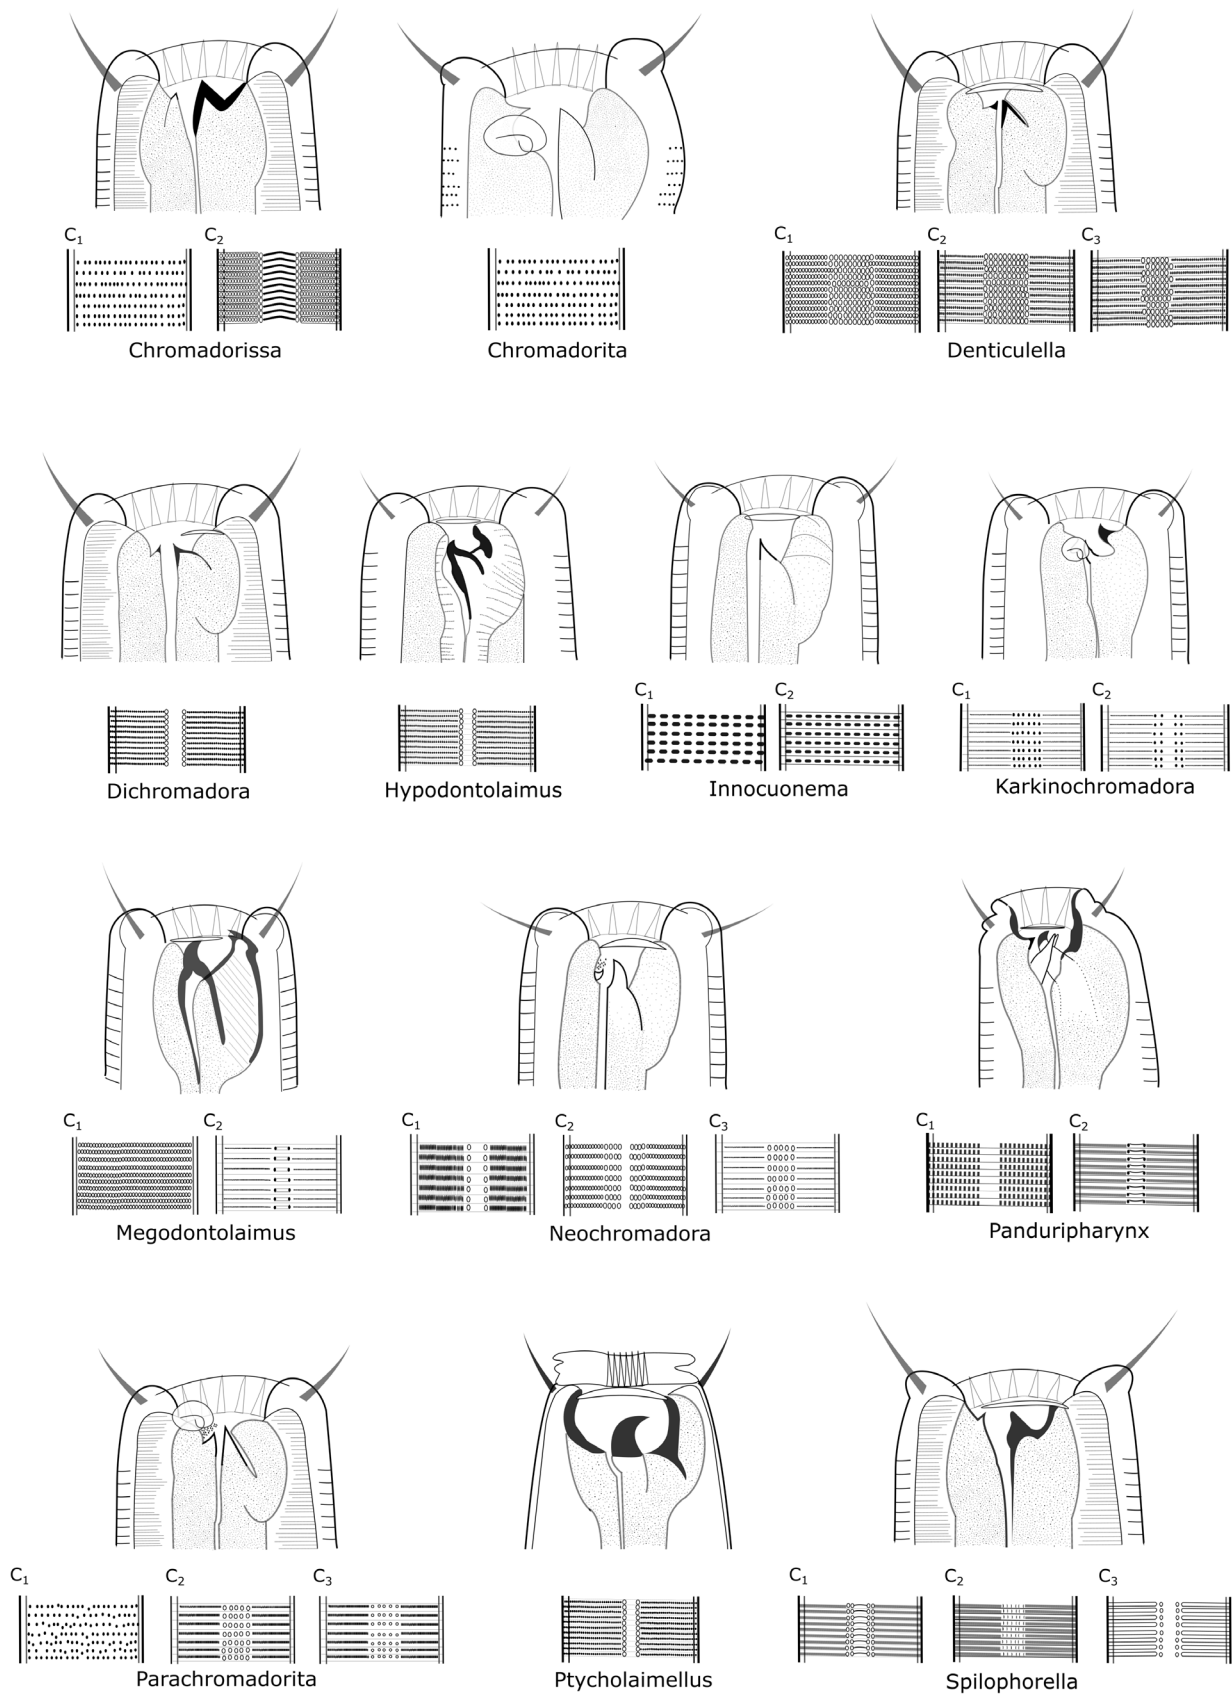 C1 C2
Chromadorissa
Chromadorita
C1 C2 C3
Denticulella
Dichromadora
Hypodontolaimus
C1 C2
Innocuonema
C1 C2
Karkinochromadora
C1 C2
Megodontolaimus
C1 C2 C3
Neochromadora
C1 C2
Panduripharynx
C1 C2 C3
Parachromadorita
Ptycholaimellus
C1 C2 C3
Spilophorella